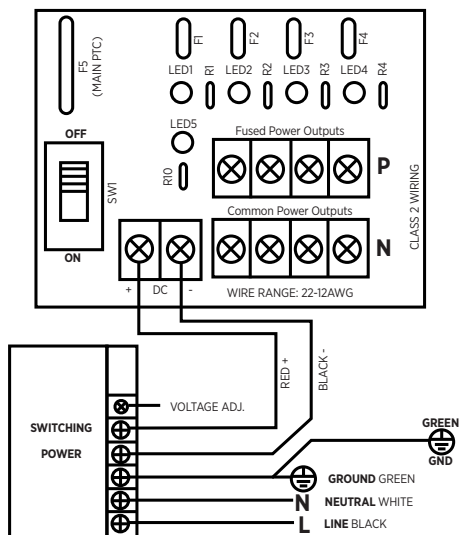 F5
(MAIN PTC)
F1
F2
F3
F4
LED1
R1
LED2
R2
LED3
R3
LED4
R4
OFF
LED5
Fused Power Outputs
SW1
R10
P
CLASS 2 WIRING
Common Power Outputs
ON
N
+ DC -
WIRE RANGE: 22-12AWG
RED +
BLACK -
VOLTAGE ADJ.
SWITCHING
POWER
GREEN
GND
GROUND GREEN
N NEUTRAL WHITE
L LINE BLACK